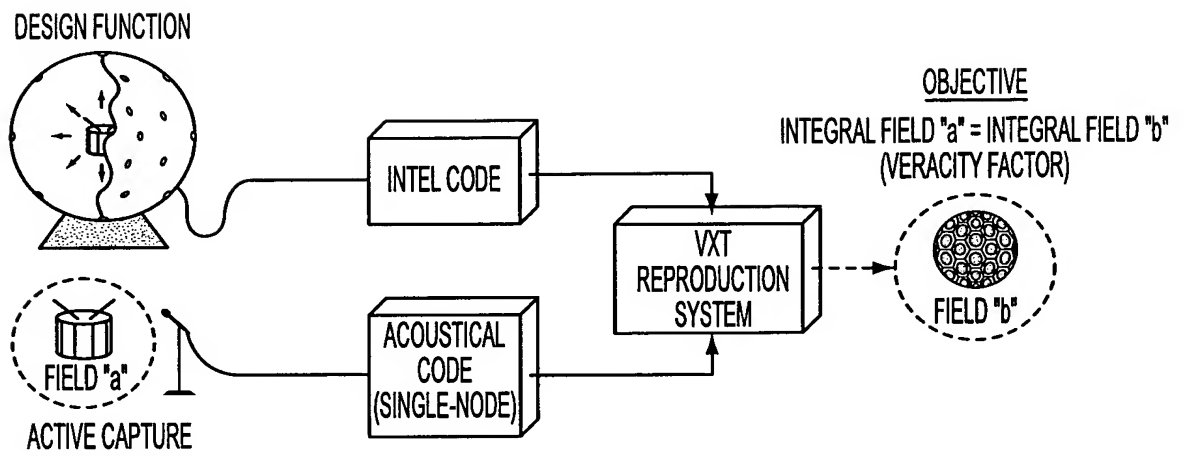 DESIGN FUNCTION
INTEL CODE
OBJECTIVE
INTEGRAL FIELD "a" = INTEGRAL FIELD "b"
(VERACITY FACTOR)
VXT
REPRODUCTION
SYSTEM
FIELD "b"
FIELD "a"
ACOUSTICAL
CODE
(SINGLE-NODE)
ACTIVE CAPTURE